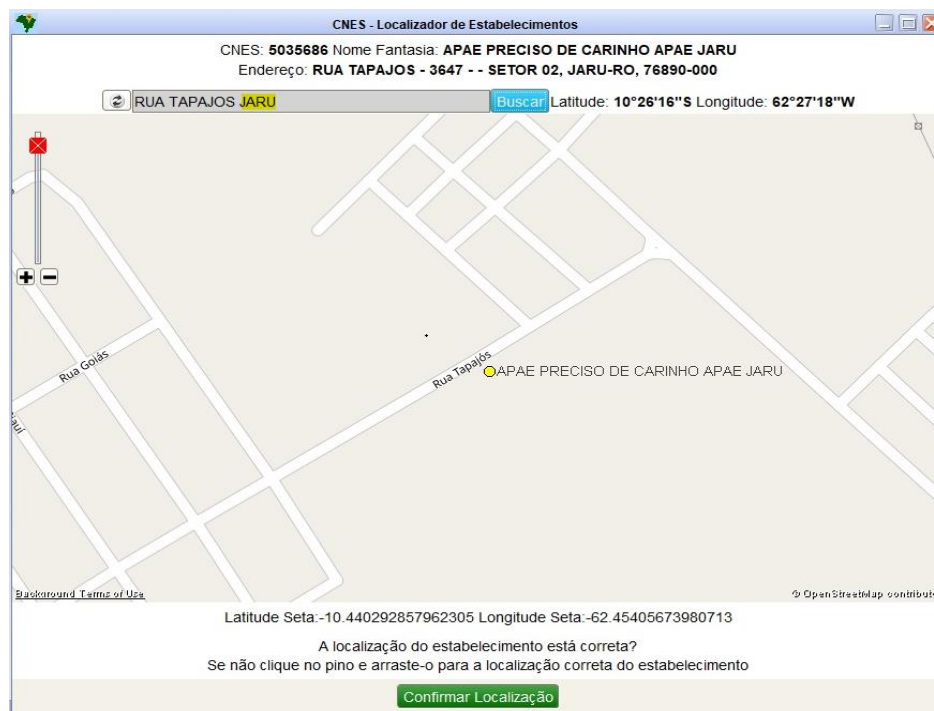 CNES - Localizador de Estabelecimentos
CNES: 5035686 Nome Fantasia: APAE PRECISO DE CARINHO APAE JARU
Endereço: RUA TAPAJOS - 3647 - - SETOR 02, JARU-RO, 76890-000
RUA TAPAJOS JARU Buscar Latitude: 10°26'16"S Longitude: 62°27'18"W
Rua Goiás
Rua Tapajós
APAE PRECISO DE CARINHO APAE JARU
Background Terms of Use
© OpenStreetMap contribut
Latitude Seta:-10.440292857962305 Longitude Seta:-62.45405673980713
A localização do estabelecimento está correta?
Se não clique no pino e arraste-o para a localização correta do estabelecimento
Confirmar Localização